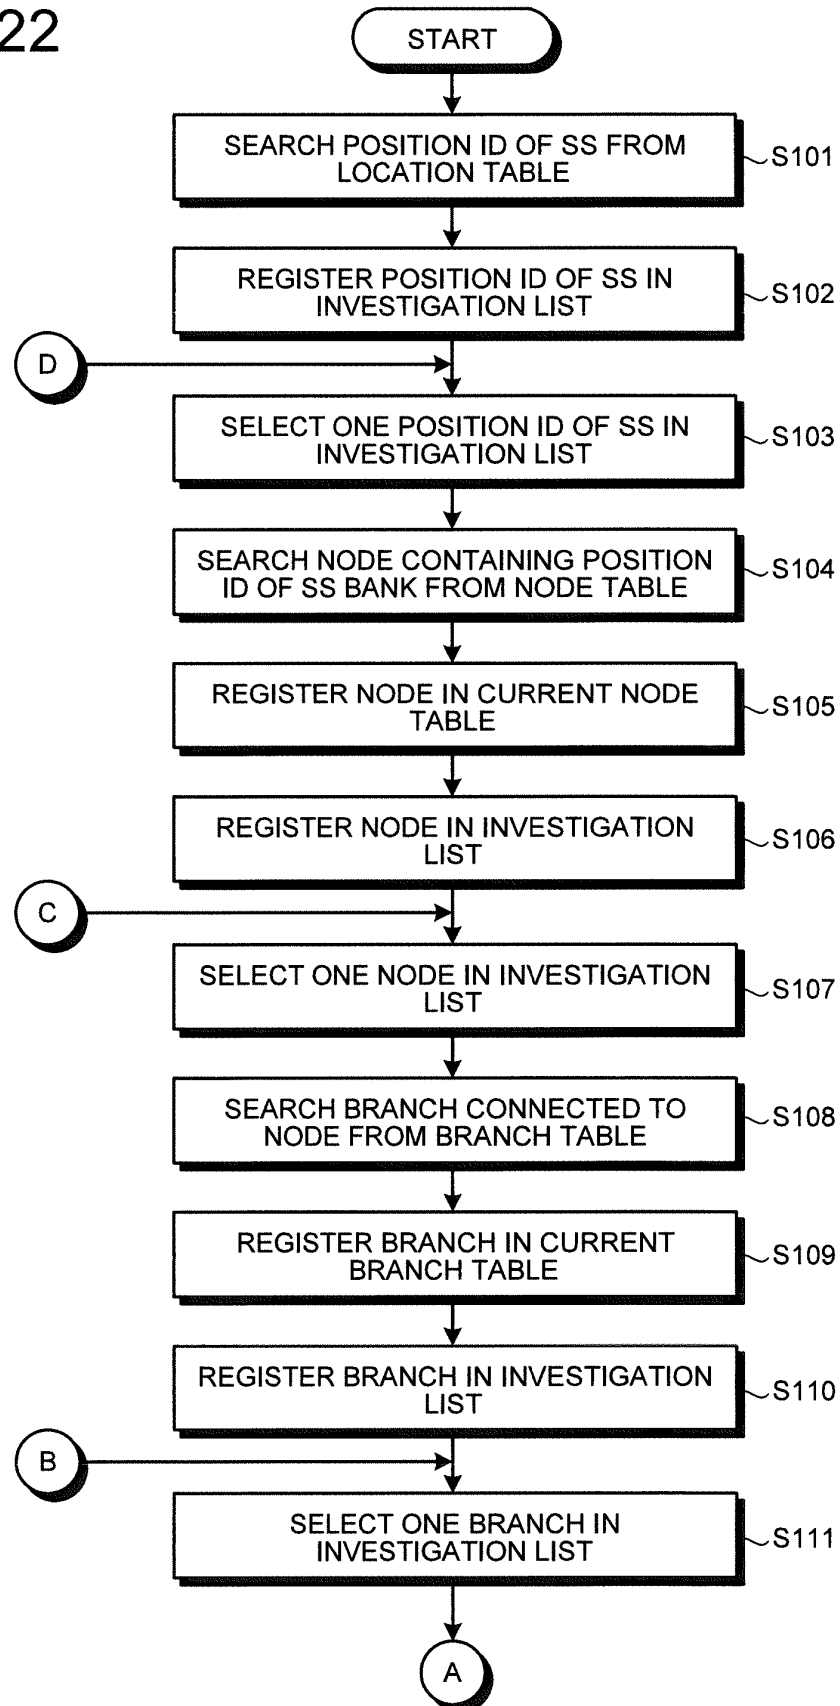 22
START
SEARCH POSITION ID OF SS FROM
LOCATION TABLE
S101
REGISTER POSITION ID OF SS IN
INVESTIGATION LIST
S102
D
SELECT ONE POSITION ID OF SS IN
INVESTIGATION LIST
S103
SEARCH NODE CONTAINING POSITION
ID OF SS BANK FROM NODE TABLE
S104
REGISTER NODE IN CURRENT NODE
TABLE
S105
REGISTER NODE IN INVESTIGATION
LIST
S106
C
SELECT ONE NODE IN INVESTIGATION
LIST
S107
SEARCH BRANCH CONNECTED TO
NODE FROM BRANCH TABLE
S108
REGISTER BRANCH IN CURRENT
BRANCH TABLE
S109
REGISTER BRANCH IN INVESTIGATION
LIST
S110
B
SELECT ONE BRANCH IN
INVESTIGATION LIST
S111
A